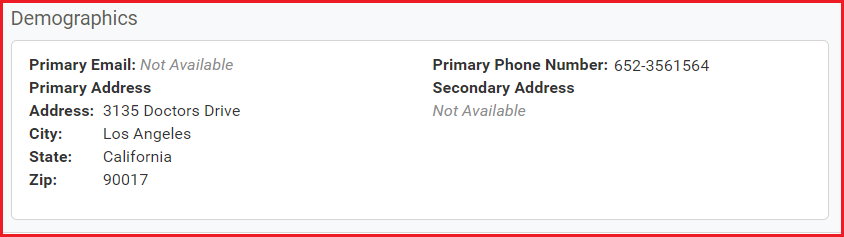 Demographics
Primary Email: Not Available
Primary Address
Address: 3135 Doctors Drive
City: Los Angeles
State: California
Zip: 90017
Primary Phone Number: 652-3561564
Secondary Address
Not Available